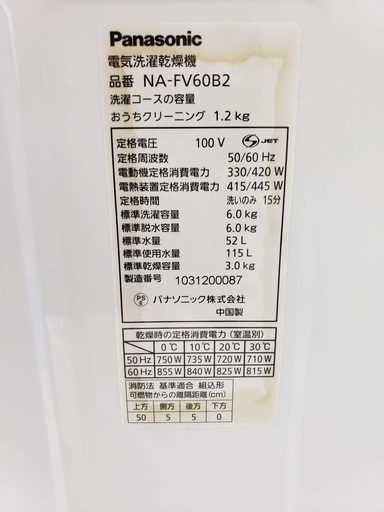 Panasonic
電気洗濯乾燥機
品番 NA-FV60B2
洗濯コースの容量
おうちクリーニング 1.2kg
定格電圧 100 V S JET
定格周波数 50/60 Hz
電動機定格消費電力 330/420 W
電熱装置定格消費電力 415/445 W
定格時間 洗いのみ 15分
標準洗濯容量 6.0 kg
標準脱水容量 6.0 kg
標準水量 52 L
標準使用水量 115 L
標準乾燥容量 3.0 kg
製造番号 1031200087
PS E パナソニック株式会社
中国製
乾燥時の定格消費電力 (室温別)
0℃ 10℃ 20℃ 30℃
50 Hz 750 W 735 W 720 W 710 W
60 Hz 855 W 840 W 825 W 815 W
消防法 基準適合 組込形
可燃物からの離隔距離(cm)
上方 側方 後方 下方
50 5 5 0